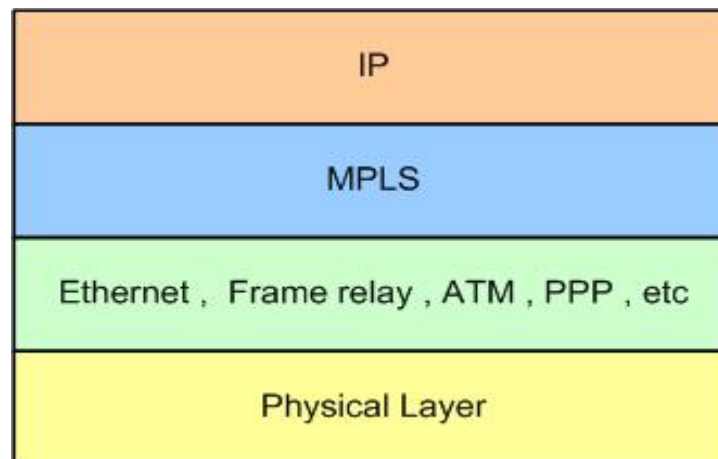 IP
MPLS
Ethernet , Frame relay , ATM , PPP , etc
Physical Layer